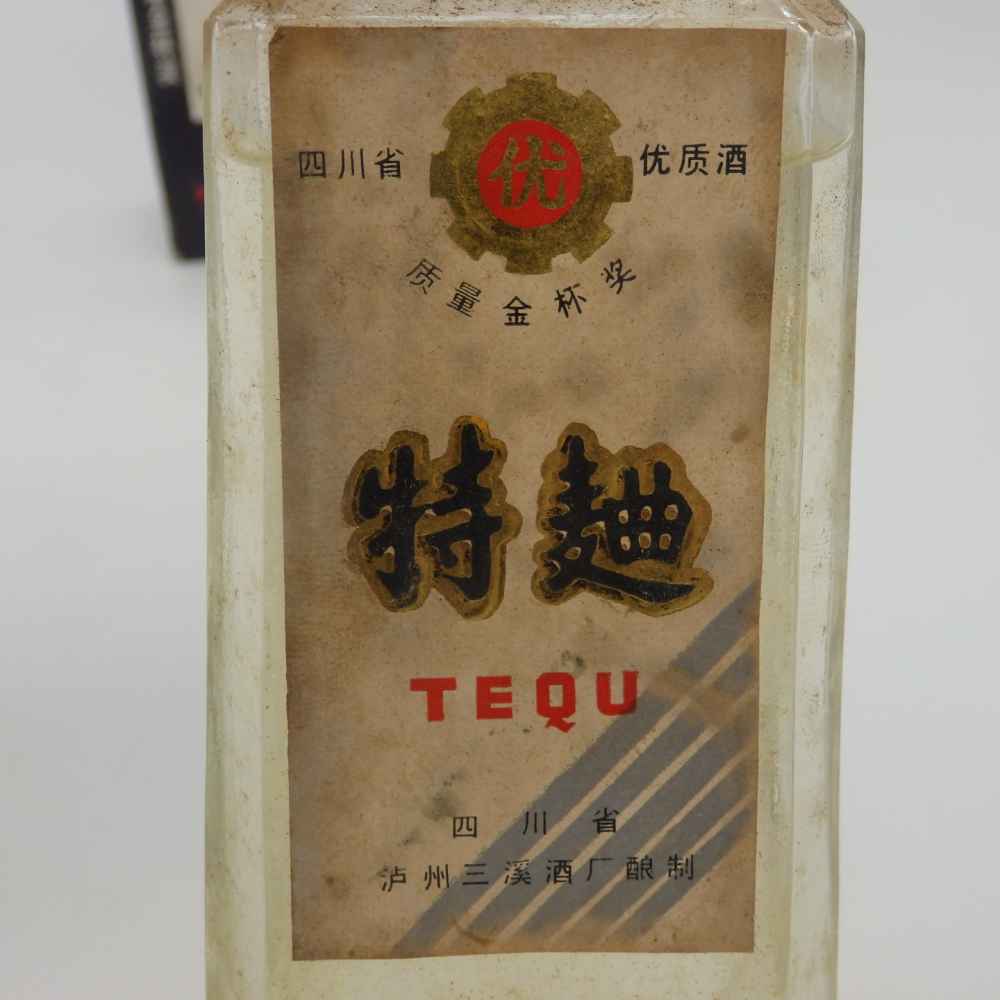 四川省 优 优质酒
质量金杯奖
特麯
TEQU
四川省
泸州三溪酒厂酿制